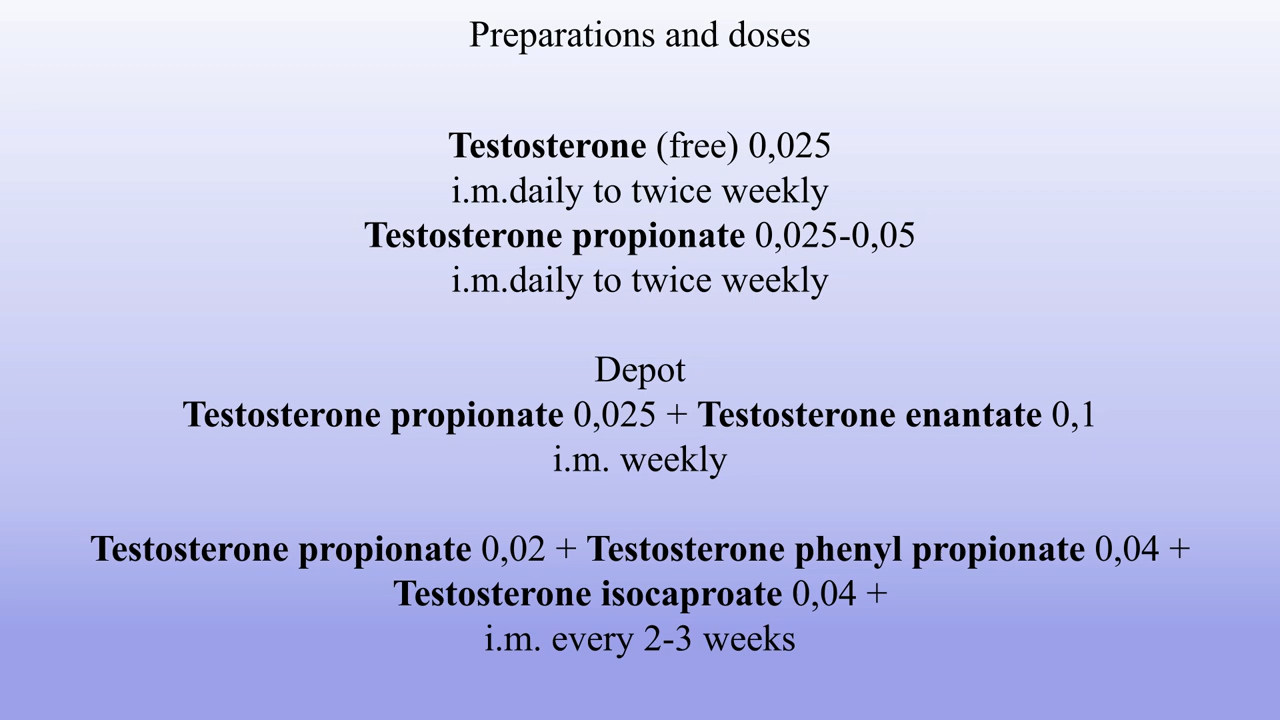 Preparations and doses
Testosterone (free) 0,025
i.m.daily to twice weekly
Testosterone propionate 0,025-0,05
i.m.daily to twice weekly
Depot
Testosterone propionate 0,025 + Testosterone enantate 0,1
i.m. weekly
Testosterone propionate 0,02 + Testosterone phenyl propionate 0,04 +
Testosterone isocaproate 0,04 +
i.m. every 2-3 weeks